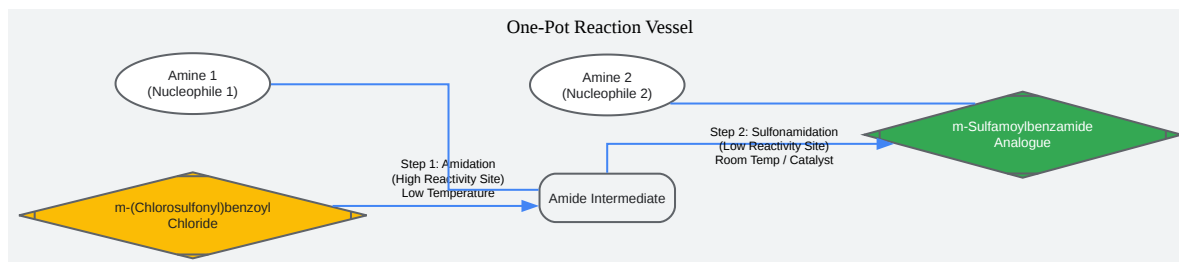 One-Pot Reaction Vessel
Amine 1
(Nucleophile 1)
Amine 2
(Nucleophile 2)
m-Sulfamoylbenzamide
Analogue
Step 2: Sulfonamidation
(Low Reactivity Site)
Room Temp / Catalyst
Step 1: Amidation
(High Reactivity Site)
Low Temperature
Amide Intermediate
m-(Chlorosulfonyl)benzoyl
Chloride